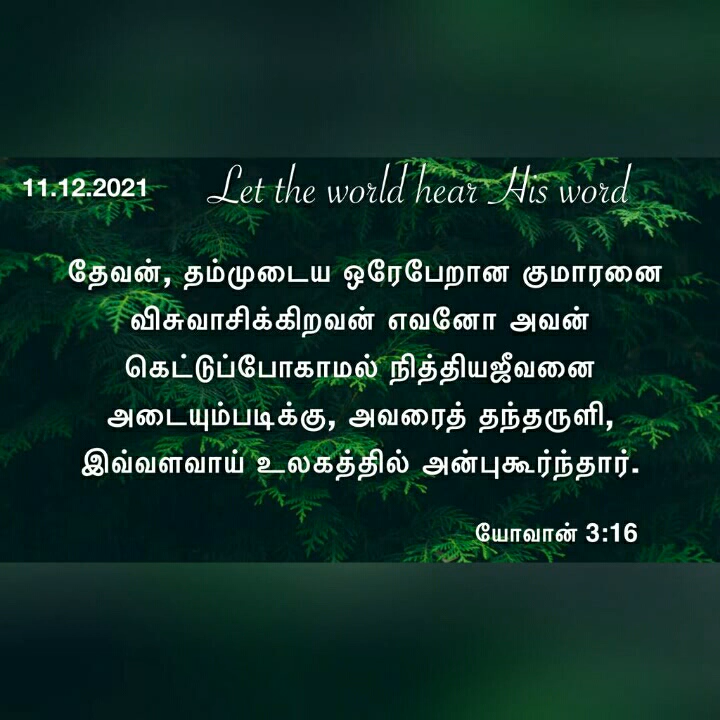 11.12.2021 Let the world hear His word
தேவன், தம்முடைய ஒரேபேறான குமாரனை
விசுவாசிக்கிறவன் எவனோ அவன்
கெட்டுப்போகாமல் நித்தியஜீவனை
அடையும்படிக்கு, அவரைத் தந்தருளி,
இவ்வளவாய் உலகத்தில் அன்புகூர்ந்தார்.
யோவான் 3:16